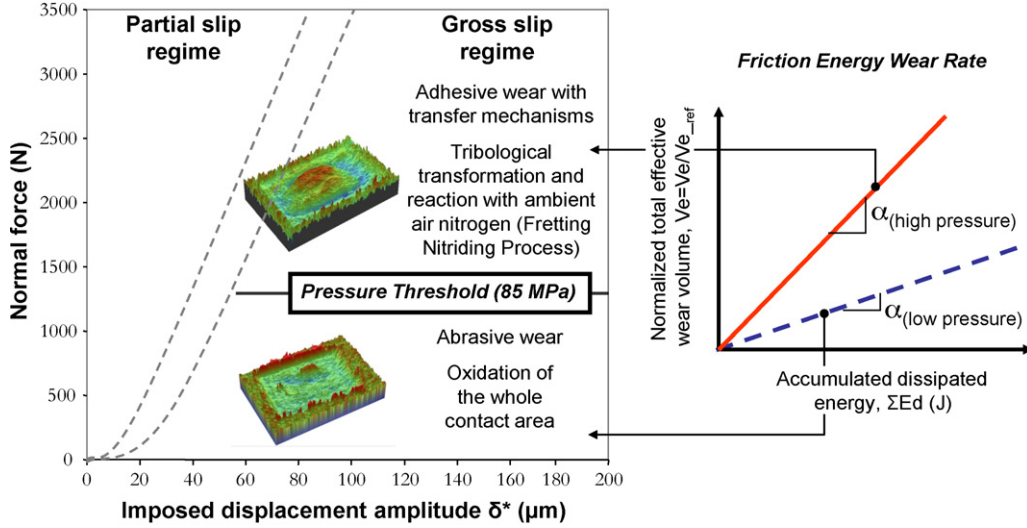 Partial slip
regime
Gross slip
regime
Adhesive wear with
transfer mechanisms
Tribological
transformation and
reaction with ambient
air nitrogen (Fretting
Nitriding Process)
Pressure Threshold (85 MPa)
Abrasive wear
Oxidation of
the whole
contact area
Normal force (N)
3500
3000
2500
2000
1500
1000
500
0
0
20
40
60
80
100
120
140
160
180
200
Imposed displacement amplitude δ* (μm)
Friction Energy Wear Rate
Normalized total effective
wear volume, Ve=Ve/Ve_ref
α(high pressure)
α(low pressure)
Accumulated dissipated
energy, ΣEd (J)